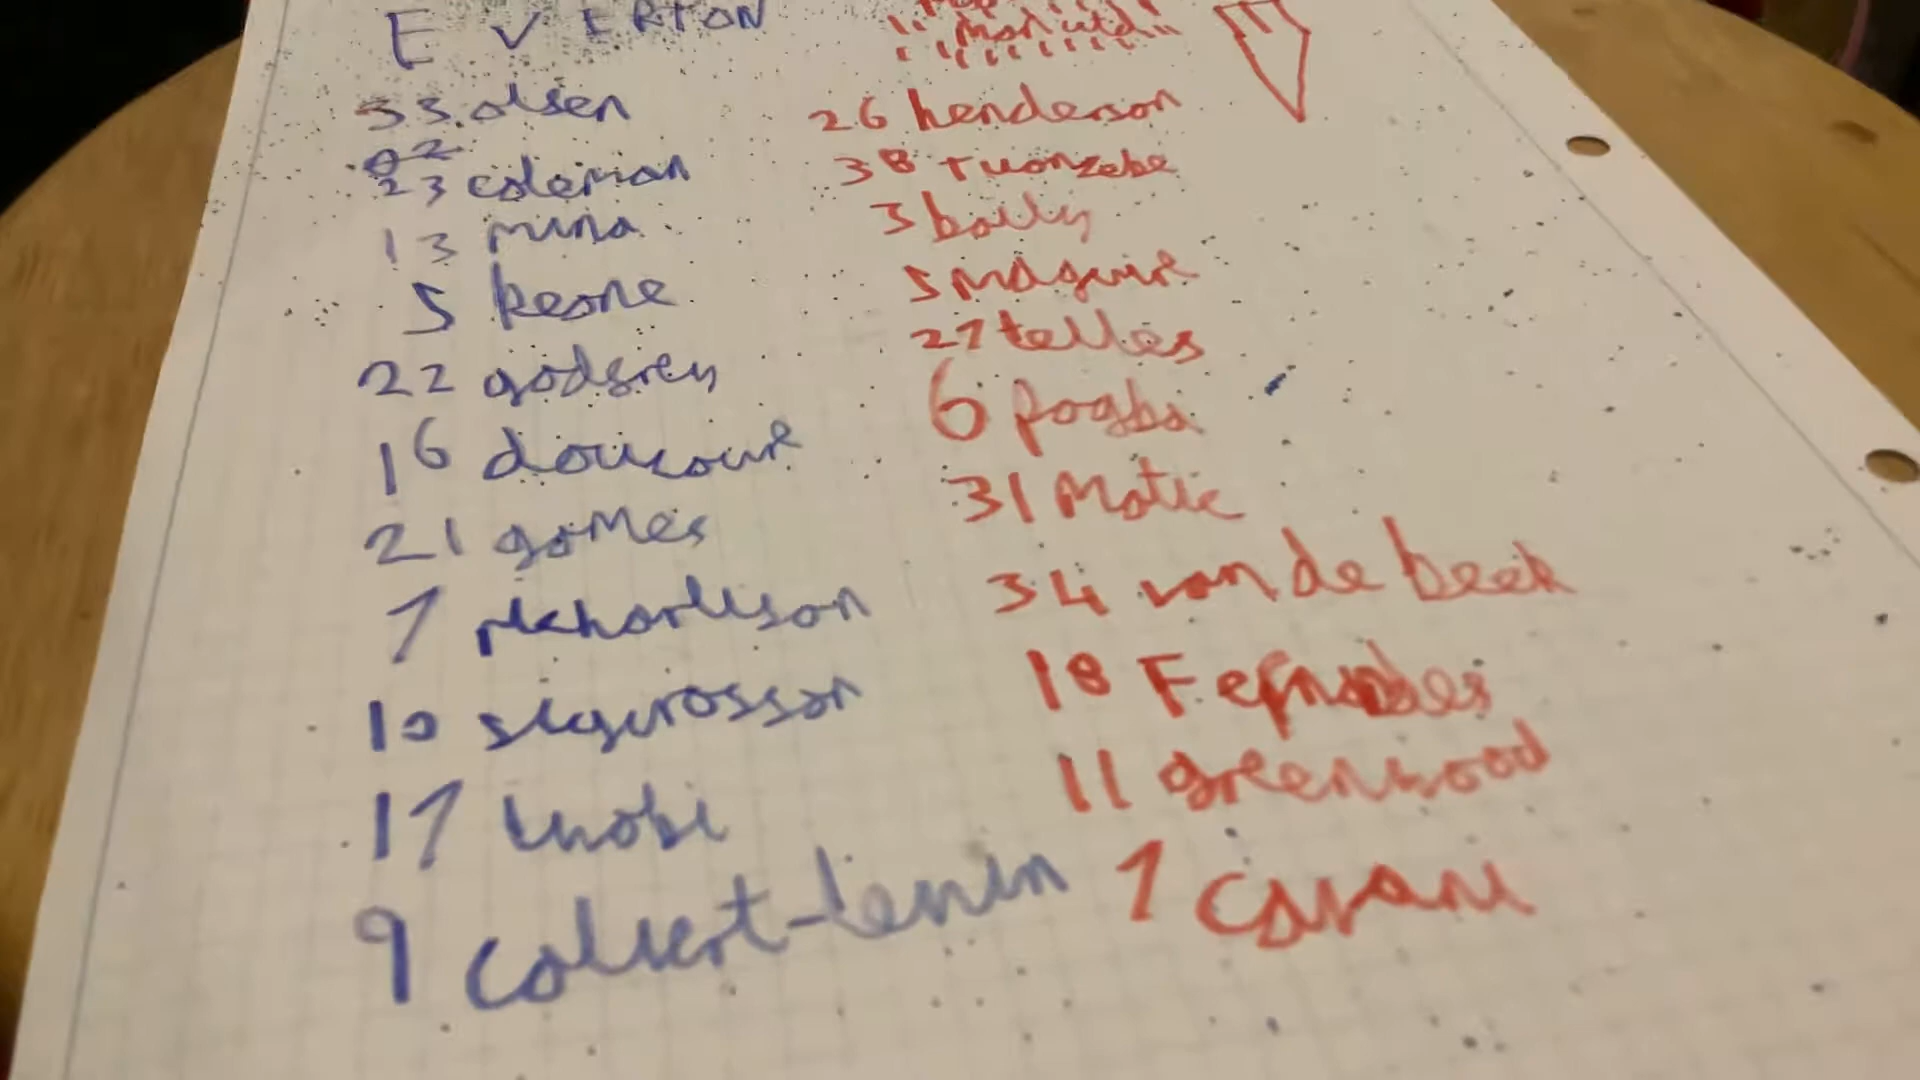 EVERTON
Man utd
33 olsen
26 henderson
02
23 coleman
38 Tuanzebe
13 mina
3 baily
5 keane
5 maguire
22 godsrey
27 telles
16 doucoure
6 pogba
21 gomes
31 Matic
7 richarlison
34 van de beek
10 sigurosson
18 Fernandes
17 iwobi
11 greenwood
9 calvert-lewin
7 cavani